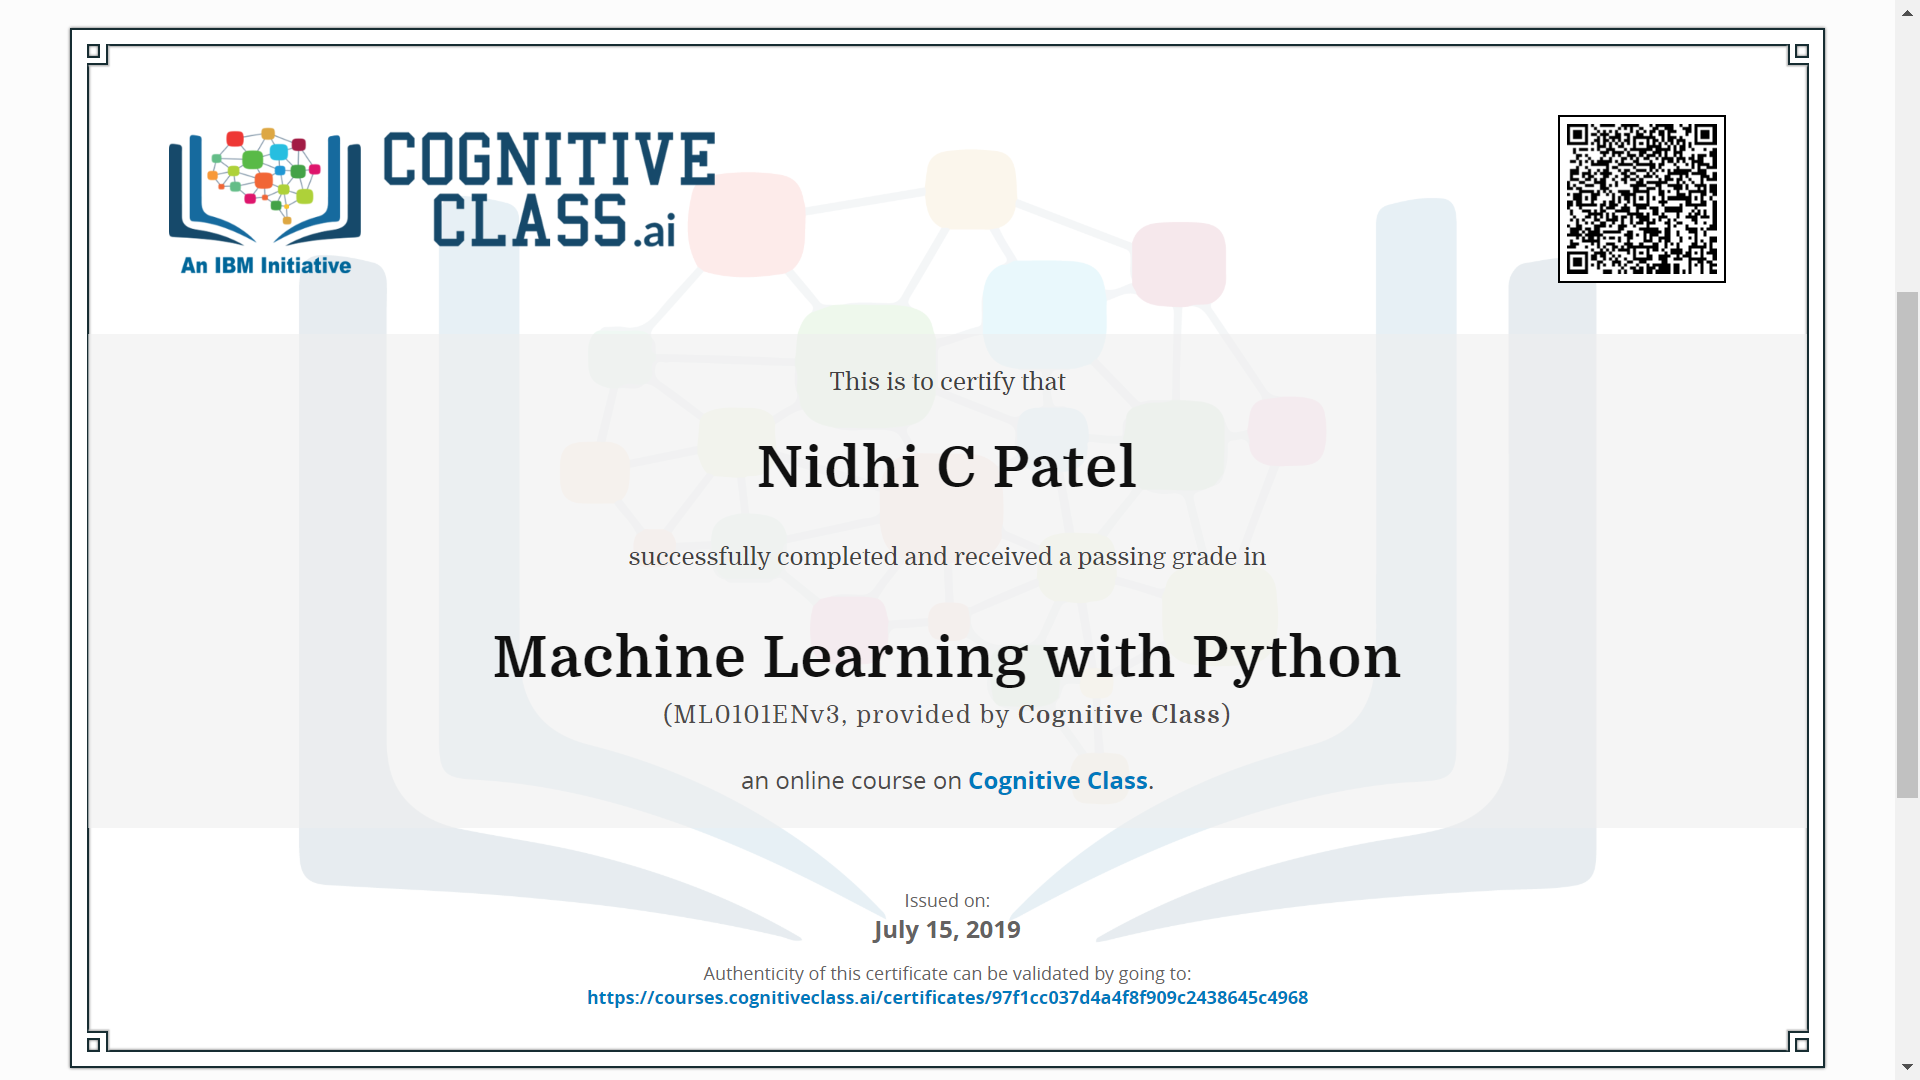 COGNITIVE
CLASS.ai
An IBM Initiative
This is to certify that
Nidhi C Patel
successfully completed and received a passing grade in
Machine Learning with Python
(ML0101ENv3, provided by Cognitive Class)
an online course on Cognitive Class.
Issued on:
July 15, 2019
Authenticity of this certificate can be validated by going to:
https://courses.cognitiveclass.ai/certificates/97f1cc037d4a4f8f909c2438645c4968